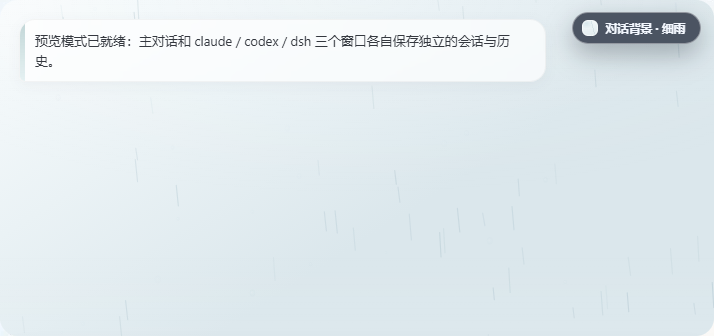 预览模式已就绪：主对话和 claude / codex / dsh 三个窗口各自保存独立的会话与历
史。
对话背景 · 细雨